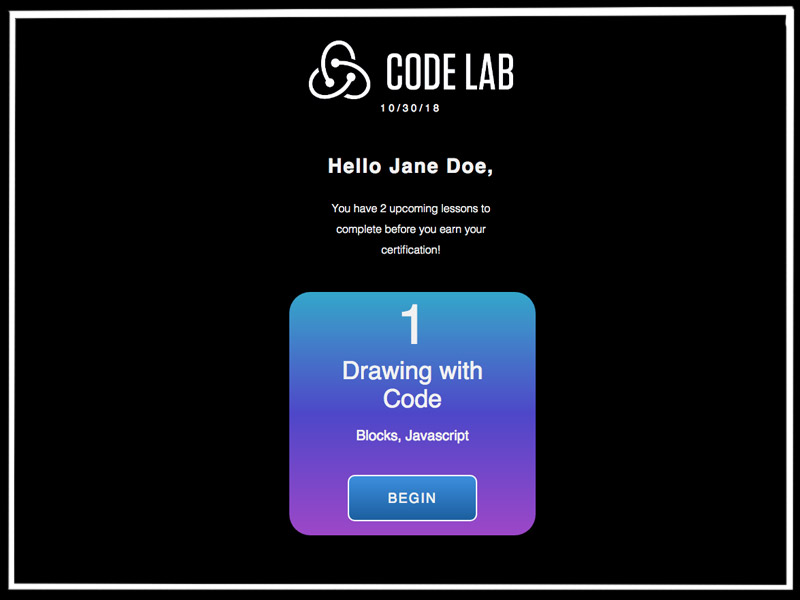 CODE LAB
10/30/18
Hello Jane Doe,
You have 2 upcoming lessons to
complete before you earn your
certification!
1
Drawing with
Code
Blocks, Javascript
BEGIN